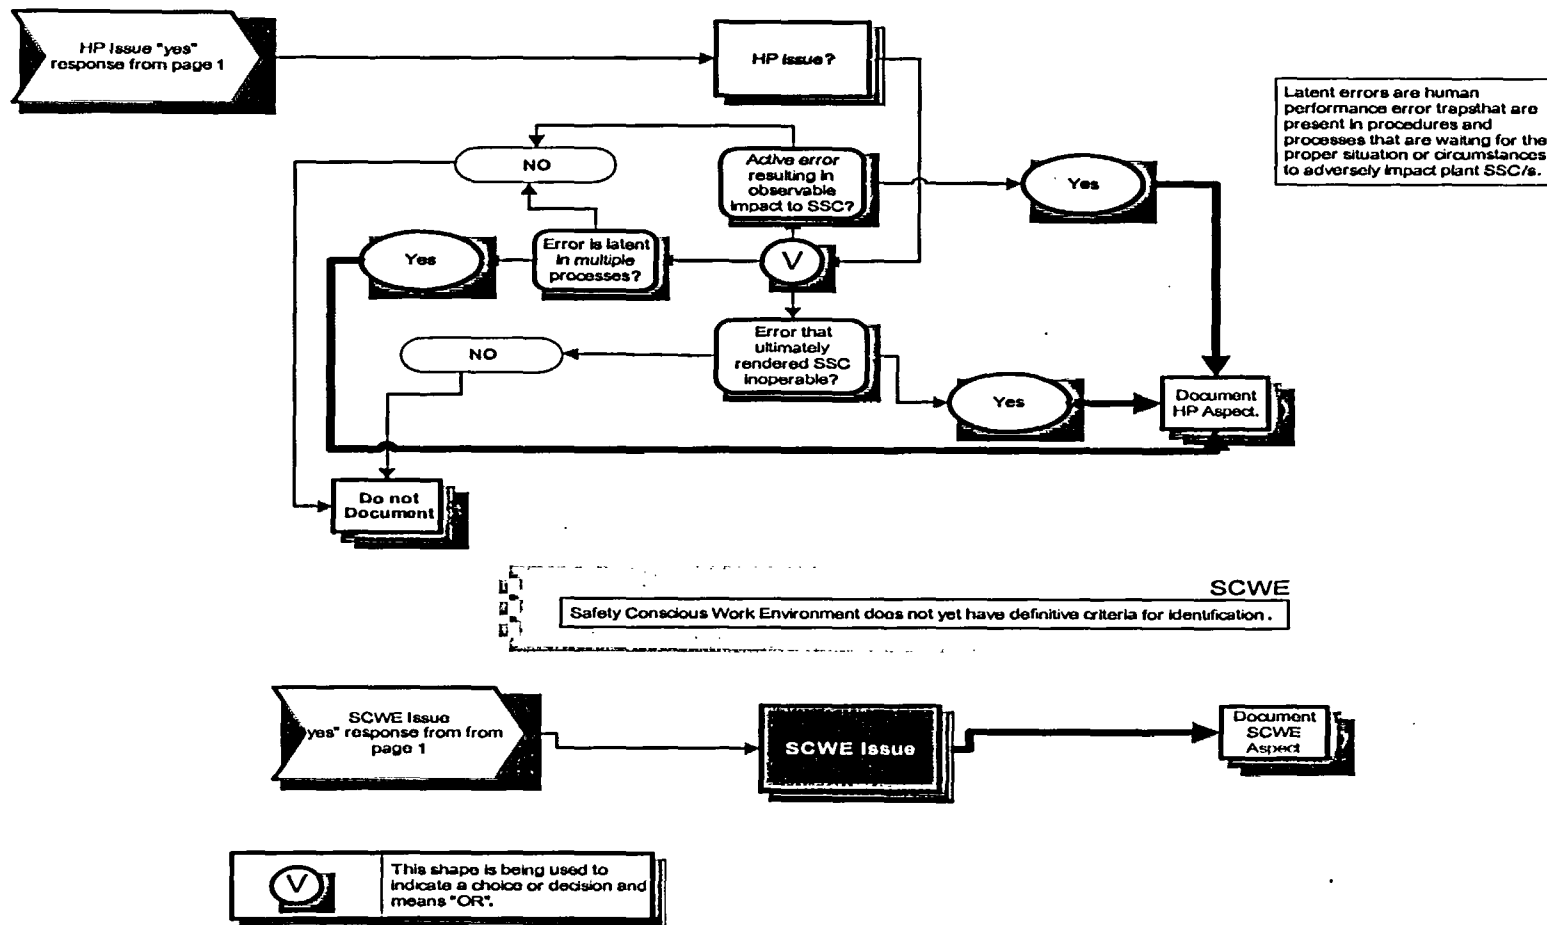 HP Issue "yes"
response from page 1
HP Issue?
Latent errors are human
performance error trapsthat are
present in procedures and
processes that are waiting for the
proper situation or circumstances
to adversely impact plant SSC/s.
NO
Active error
resulting in
observable
impact to SSC?
Yes
Yes
Error is latent
in multiple
processes?
V
NO
Error that
ultimately
rendered SSC
inoperable?
Yes
Document
HP Aspect.
Do not
Document
SCWE
Safety Conscious Work Environment does not yet have definitive criteria for identification.
SCWE Issue
yes" response from from
page 1
SCWE Issue
Document
SCWE
Aspect
V
This shape is being used to
indicate a choice or decision and
means "OR".